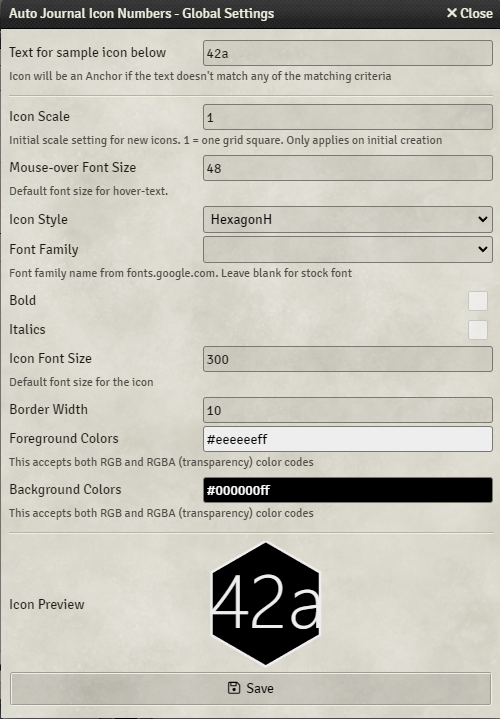 Auto Journal Icon Numbers - Global Settings ✕ Close
Text for sample icon below 42a
Icon will be an Anchor if the text doesn't match any of the matching criteria
Icon Scale 1
Initial scale setting for new icons. 1 = one grid square. Only applies on initial creation
Mouse-over Font Size 48
Default font size for hover-text.
Icon Style HexagonH
Font Family
Font family name from fonts.google.com. Leave blank for stock font
Bold
Italics
Icon Font Size 300
Default font size for the icon
Border Width 10
Foreground Colors #eeeeeeff
This accepts both RGB and RGBA (transparency) color codes
Background Colors #000000ff
This accepts both RGB and RGBA (transparency) color codes
Icon Preview 42a
Save